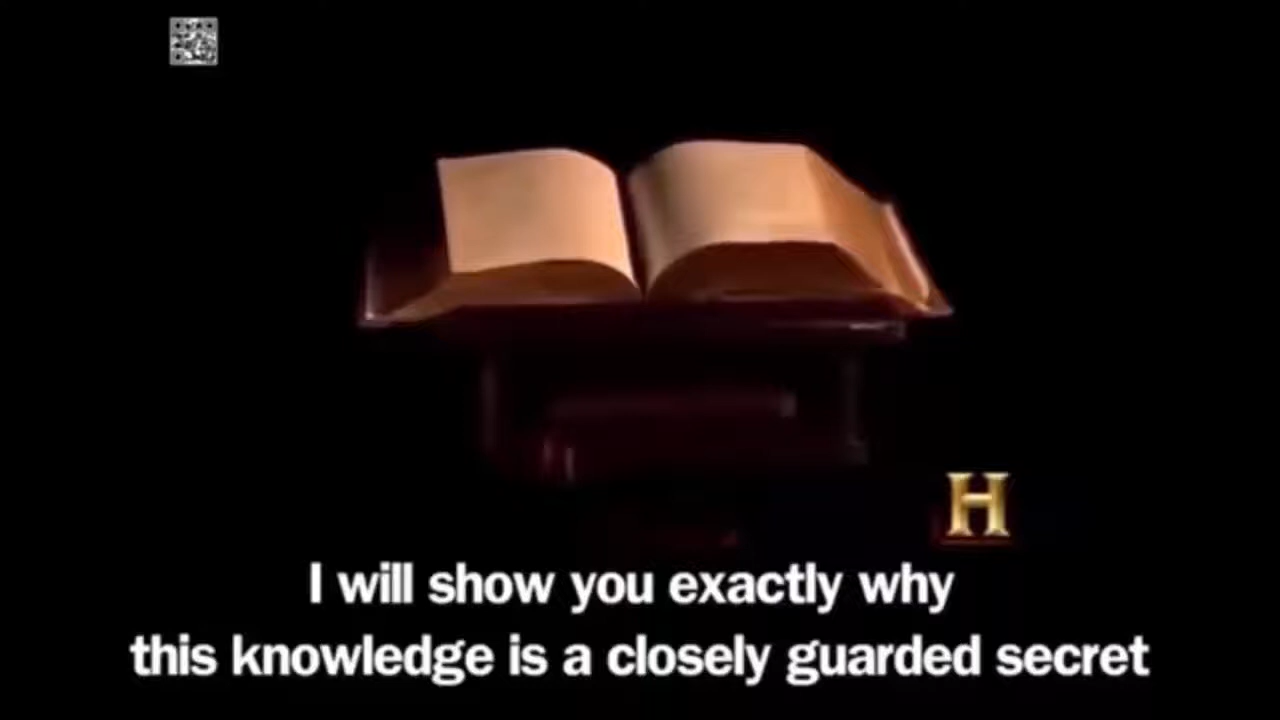 H
I will show you exactly why
this knowledge is a closely guarded secret